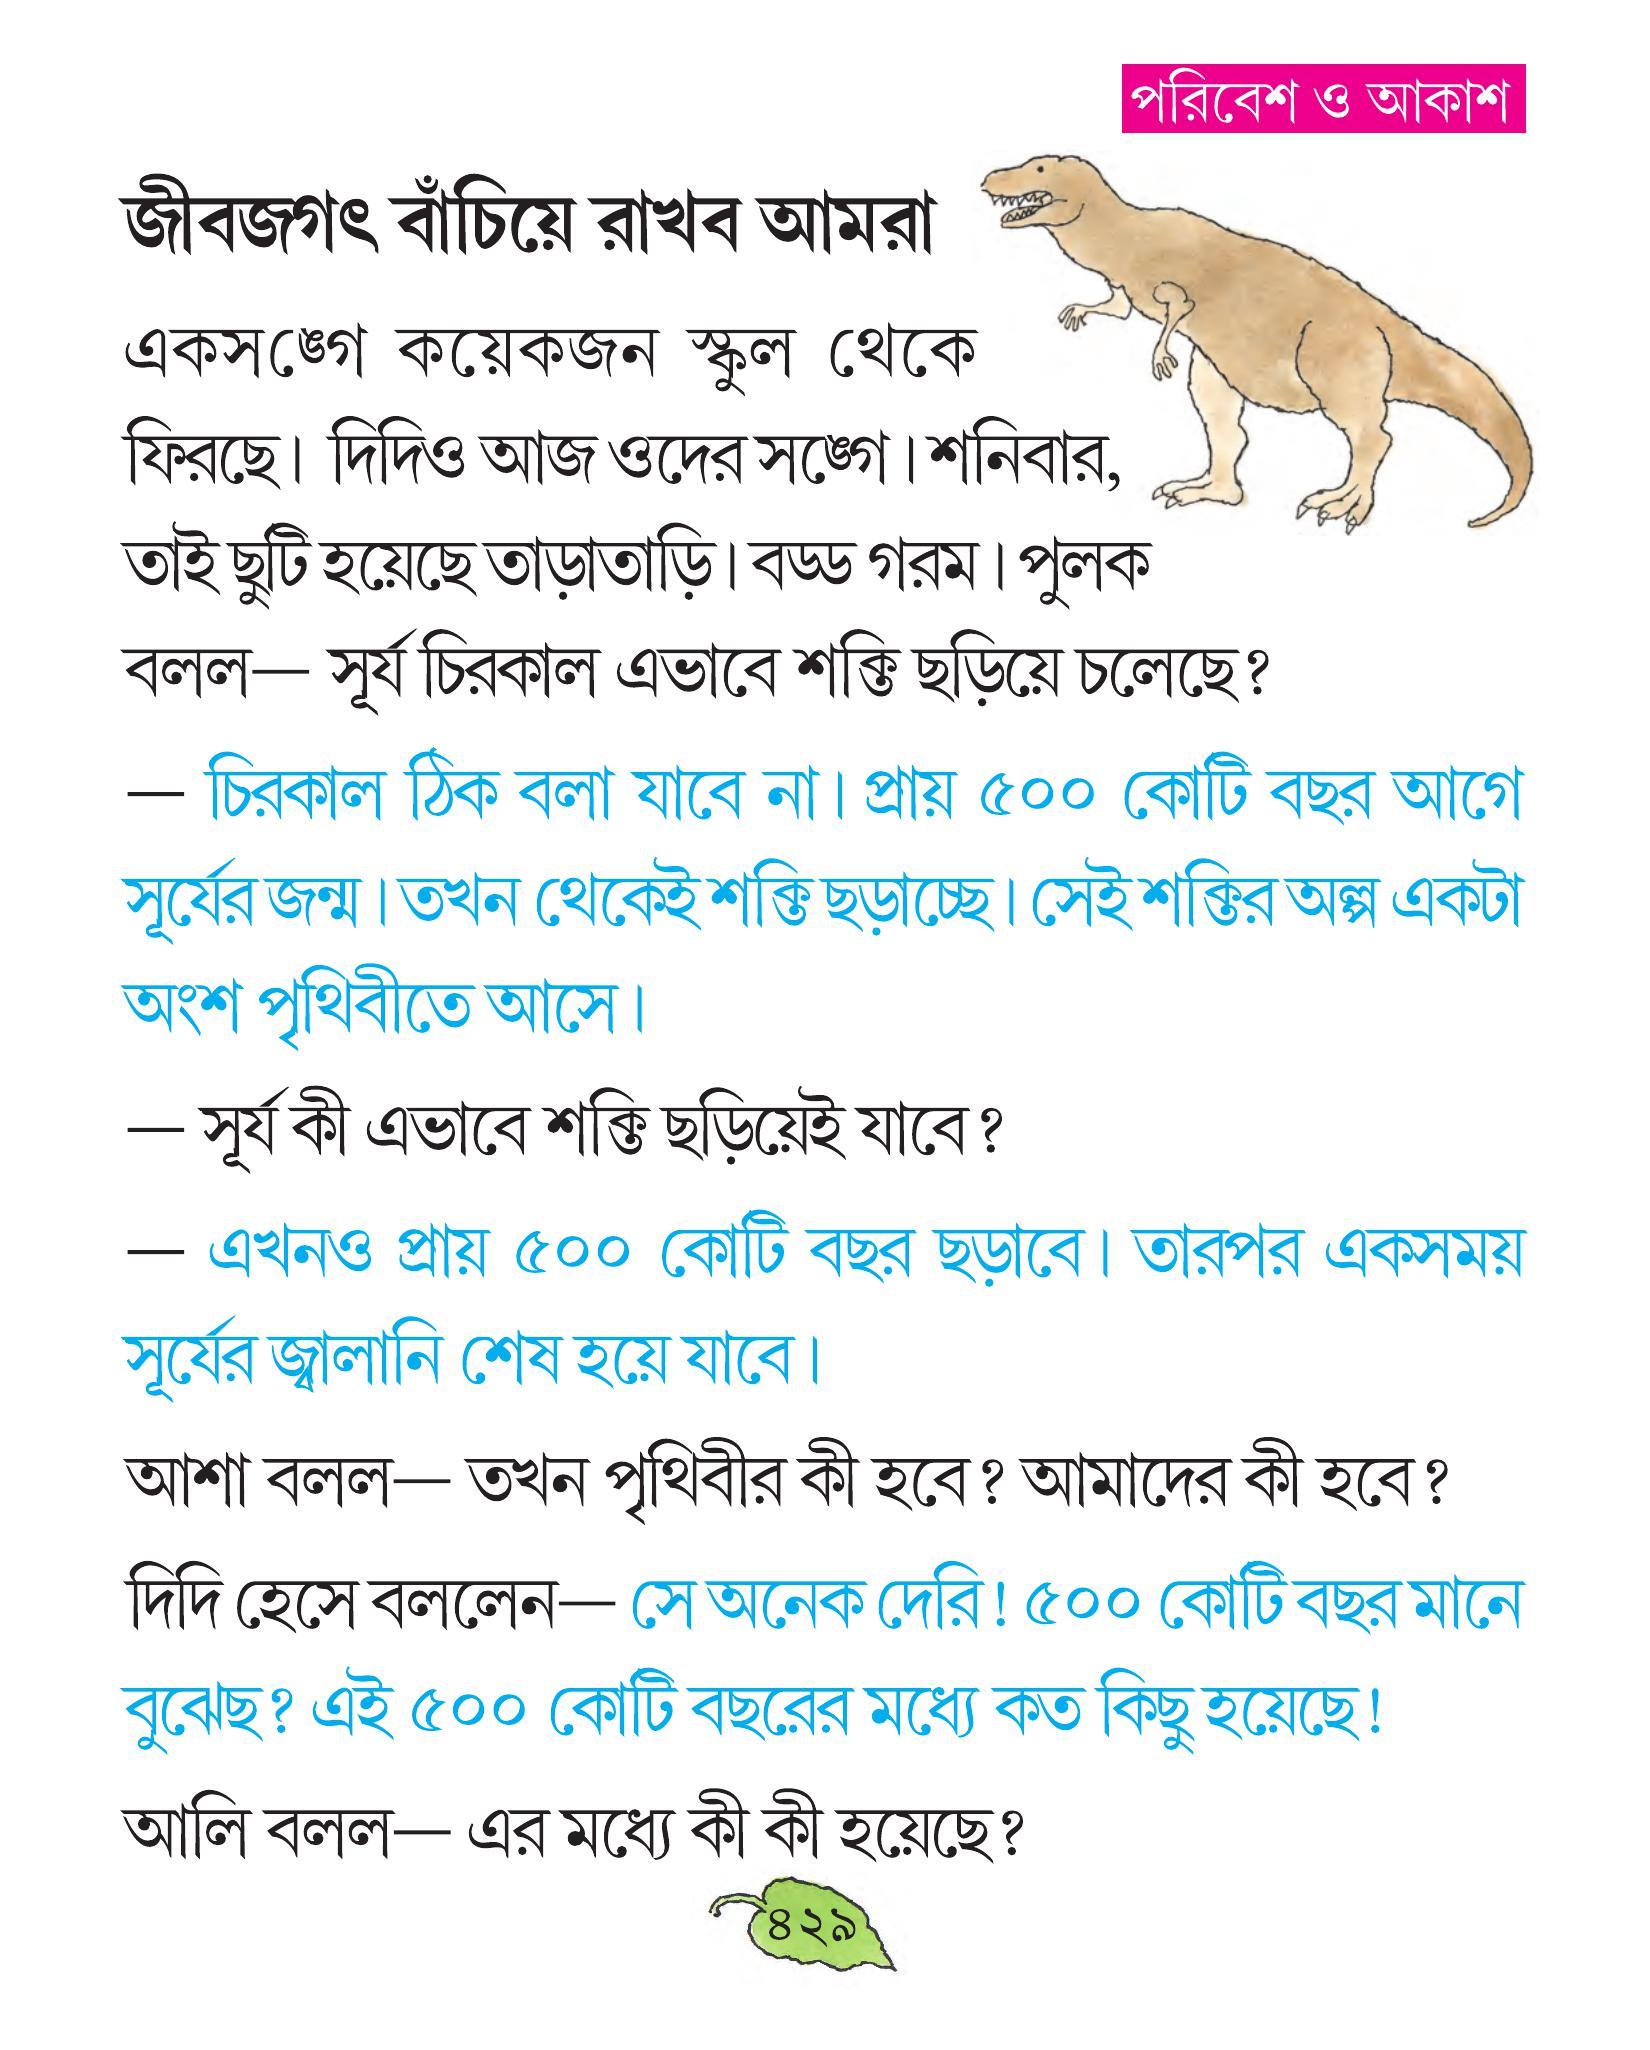 পরিবেশ ও আকাশ
জীবজগৎ বাঁচিয়ে রাখব আমরা
একসঙ্গে কয়েকজন স্কুল থেকে
ফিরছে। দিদিও আজ ওদের সঙ্গে। শনিবার,
তাই ছুটি হয়েছে তাড়াতাড়ি। বড্ড গরম। পুলক
বলল— সূর্য চিরকাল এভাবে শক্তি ছড়িয়ে চলেছে?
— চিরকাল ঠিক বলা যাবে না। প্রায় ৫০০ কোটি বছর আগে
সূর্যের জন্ম। তখন থেকেই শক্তি ছড়াচ্ছে। সেই শক্তির অল্প একটা
অংশ পৃথিবীতে আসে।
— সূর্য কী এভাবে শক্তি ছড়িয়েই যাবে?
— এখনও প্রায় ৫০০ কোটি বছর ছড়াবে। তারপর একসময়
সূর্যের জ্বালানি শেষ হয়ে যাবে।
আশা বলল— তখন পৃথিবীর কী হবে? আমাদের কী হবে?
দিদি হেসে বললেন— সে অনেক দেরি! ৫০০ কোটি বছর মানে
বুঝেছ? এই ৫০০ কোটি বছরের মধ্যে কত কিছু হয়েছে!
আলি বলল— এর মধ্যে কী কী হয়েছে?
৪২৯